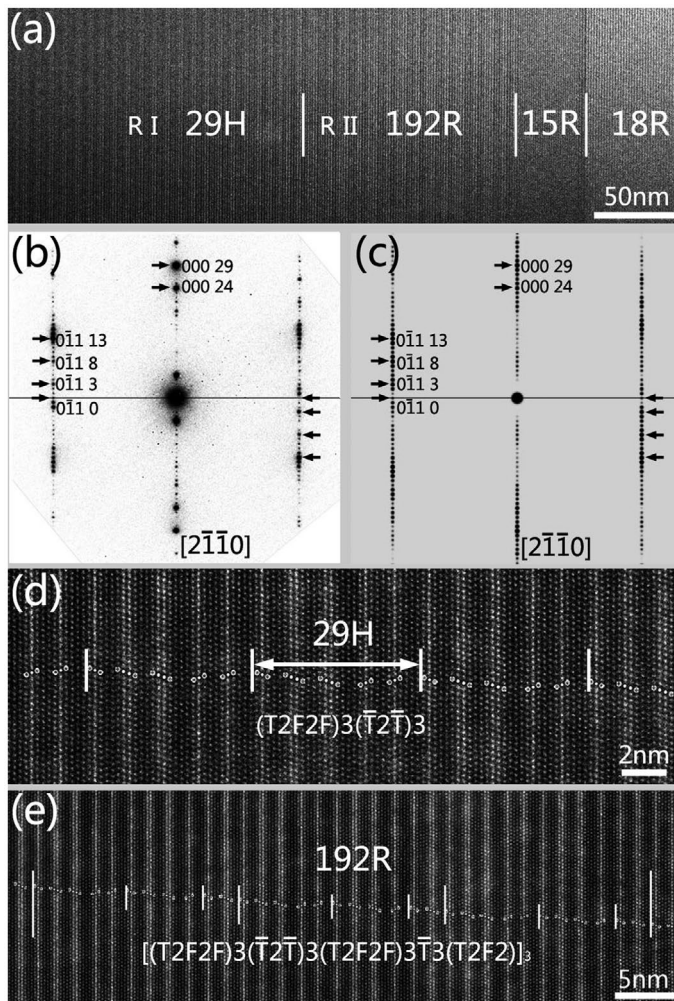 (a)
R I 29H R II 192R 15R 18R
50nm
(b)
000 29
000 24
01̄1 13
01̄1 8
01̄1 3
01̄1 0
[21̄1̄0]
(c)
000 29
000 24
01̄1 13
01̄1 8
01̄1 3
01̄1 0
[21̄1̄0]
(d)
29H
(T2F2F)3(T̄2T̄)3
2nm
(e)
192R
[(T2F2F)3(T̄2T̄)3(T2F2F)3T̄3(T2F2)]₃
5nm